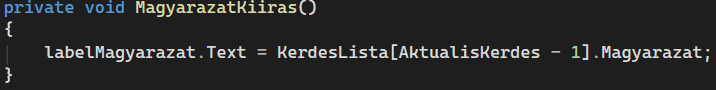 private void MagyarazatKiiras()
{
    labelMagyarazat.Text = KerdesLista[AktualisKerdes - 1].Magyarazat;
}